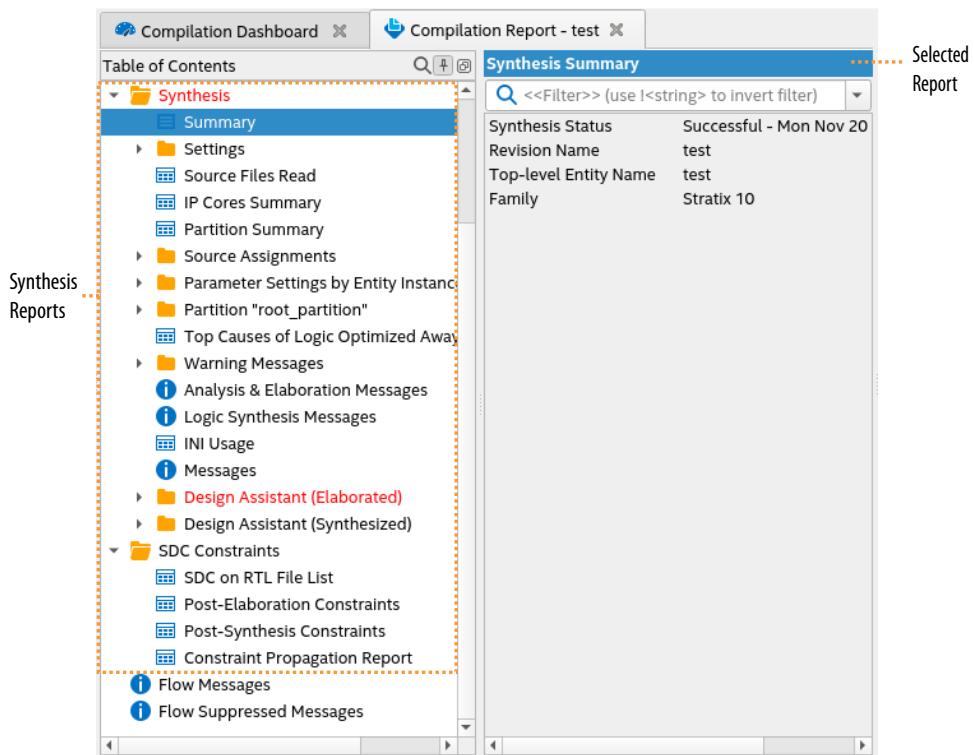 Compilation Dashboard
Compilation Report - test
Table of Contents
Synthesis
Summary
Settings
Source Files Read
IP Cores Summary
Partition Summary
Source Assignments
Parameter Settings by Entity Instanc
Partition "root_partition"
Top Causes of Logic Optimized Away
Warning Messages
Analysis & Elaboration Messages
Logic Synthesis Messages
INI Usage
Messages
Design Assistant (Elaborated)
Design Assistant (Synthesized)
SDC Constraints
SDC on RTL File List
Post-Elaboration Constraints
Post-Synthesis Constraints
Constraint Propagation Report
Flow Messages
Flow Suppressed Messages
Synthesis Summary
<<Filter>> (use !<string> to invert filter)
Synthesis Status Successful - Mon Nov 20
Revision Name test
Top-level Entity Name test
Family Stratix 10
Selected
Report
Synthesis
Reports